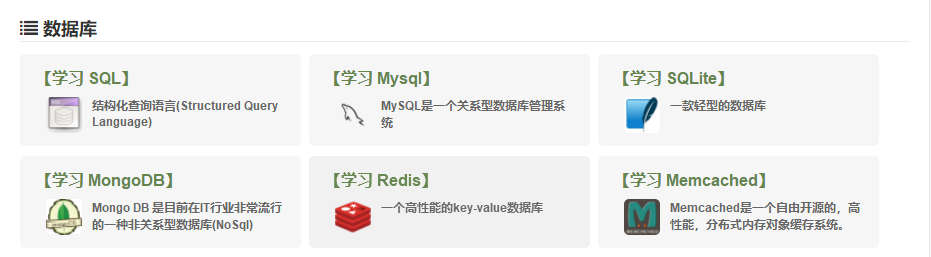 数据库
【学习 SQL】
结构化查询语言(Structured Query
Language)
【学习 Mysql】
MySQL是一个关系型数据库管理系
统
【学习 SQLite】
一款轻型的数据库
【学习 MongoDB】
Mongo DB 是目前在IT行业非常流行
的一种非关系型数据库(NoSql)
【学习 Redis】
一个高性能的key-value数据库
【学习 Memcached】
Memcached是一个自由开源的，高
性能，分布式内存对象缓存系统。